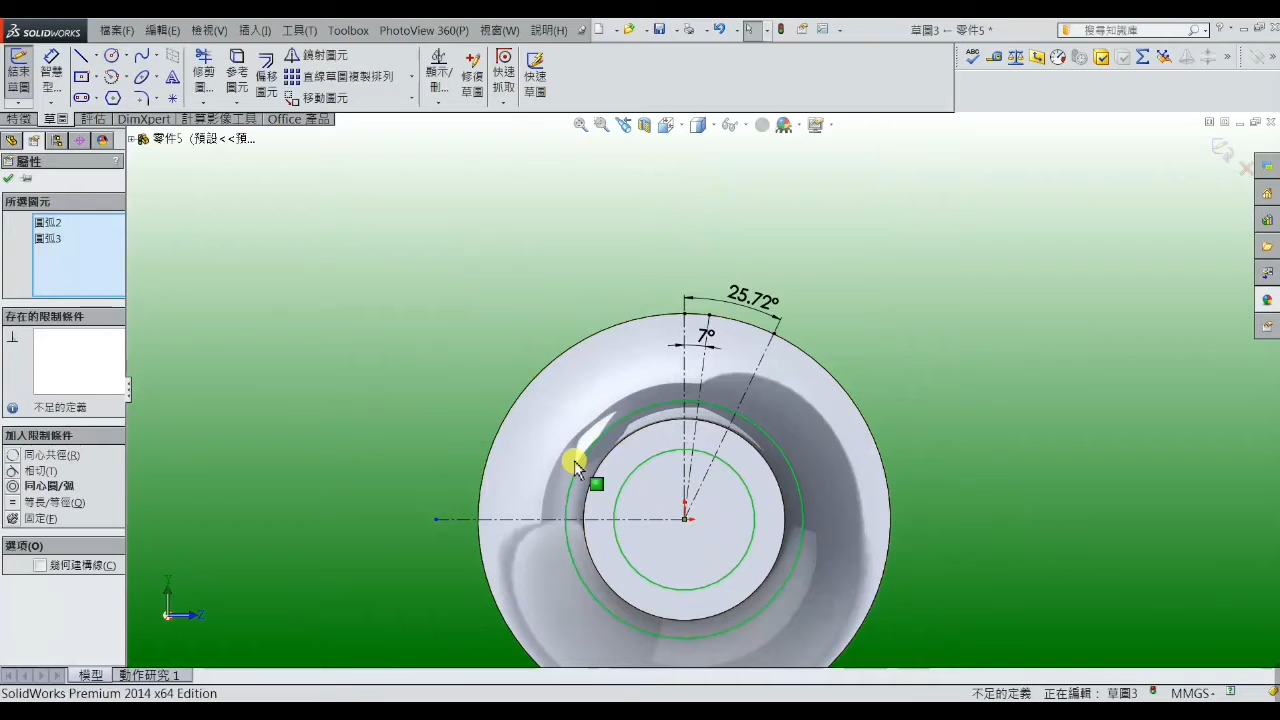 SOLIDWORKS 檔案(F) 編輯(E) 檢視(V) 插入(I) 工具(T) Toolbox PhotoView 360(P) 視窗(W) 說明(H) 草圖3 ← 零件5 * 搜尋知識庫
結束草圖 智慧型... 修剪圖... 參考圖元 偏移圖元 鏡射圖元 顯示/刪... 修復草圖 快速抓取 快速草圖
直線草圖複製排列
移動圖元
特徵 草圖 評估 DimXpert 計算影像工具 Office 產品
零件5 (預設<<預...
屬性 ?
所選圖元
圓弧2
圓弧3
25.72°
存在的限制條件
7°
不足的定義
加入限制條件
同心共徑(R)
相切(T)
同心圓/弧
等長/等徑(Q)
固定(F)
選項(O)
幾何建構線(C)
Y
Z
模型 動作研究 1
SolidWorks Premium 2014 x64 Edition 不足的定義 正在編輯： 草圖3 MMGS